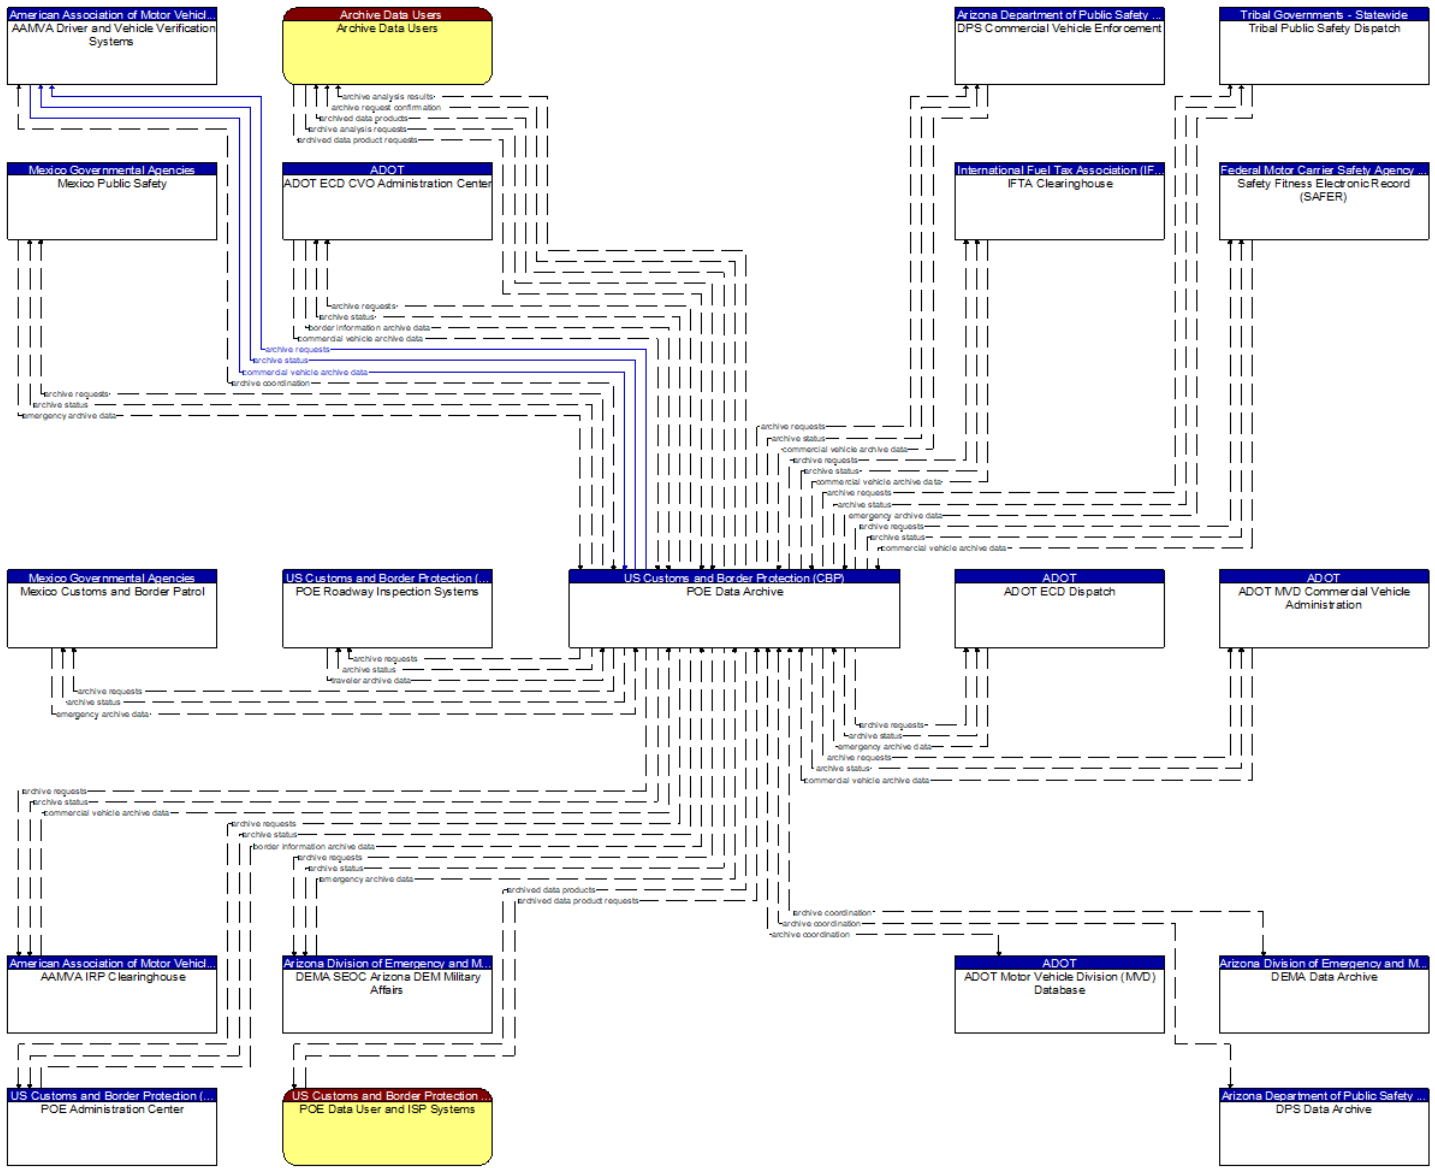 American Association of Motor Vehicl...
AAMVA Driver and Vehicle Verification
Systems
Archive Data Users
Archive Data Users
Arizona Department of Public Safety ...
DPS Commercial Vehicle Enforcement
Tribal Governments - Statewide
Tribal Public Safety Dispatch
archive analysis results
archive request confirmation
archived data products
archive analysis requests
archived data product requests
Mexico Governmental Agencies
Mexico Public Safety
ADOT
ADOT ECD CVO Administration Center
International Fuel Tax Association (IF...
IFTA Clearinghouse
Federal Motor Carrier Safety Agency ...
Safety Fitness Electronic Record
(SAFER)
archive requests
archive status
border information archive data
commercial vehicle archive data
archive requests
archive status
commercial vehicle archive data
archive coordination
archive requests
archive status
emergency archive data
archive requests
archive status
commercial vehicle archive data
archive requests
archive status
commercial vehicle archive data
archive requests
archive status
emergency archive data
archive requests
archive status
commercial vehicle archive data
Mexico Governmental Agencies
Mexico Customs and Border Patrol
US Customs and Border Protection (...
POE Roadway Inspection Systems
US Customs and Border Protection (CBP)
POE Data Archive
ADOT
ADOT ECD Dispatch
ADOT
ADOT MVD Commercial Vehicle
Administration
archive requests
archive status
traveler archive data
archive requests
archive status
emergency archive data
archive requests
archive status
emergency archive data
archive requests
archive status
commercial vehicle archive data
archive requests
archive status
commercial vehicle archive data
archive requests
archive status
border information archive data
archive requests
archive status
emergency archive data
archived data products
archived data product requests
archive coordination
archive coordination
archive coordination
American Association of Motor Vehicl...
AAMVA IRP Clearinghouse
Arizona Division of Emergency and M...
DEMA SEOC Arizona DEM Military
Affairs
ADOT
ADOT Motor Vehicle Division (MVD)
Database
Arizona Division of Emergency and M...
DEMA Data Archive
US Customs and Border Protection (...
POE Administration Center
US Customs and Border Protection ...
POE Data User and ISP Systems
Arizona Department of Public Safety ...
DPS Data Archive